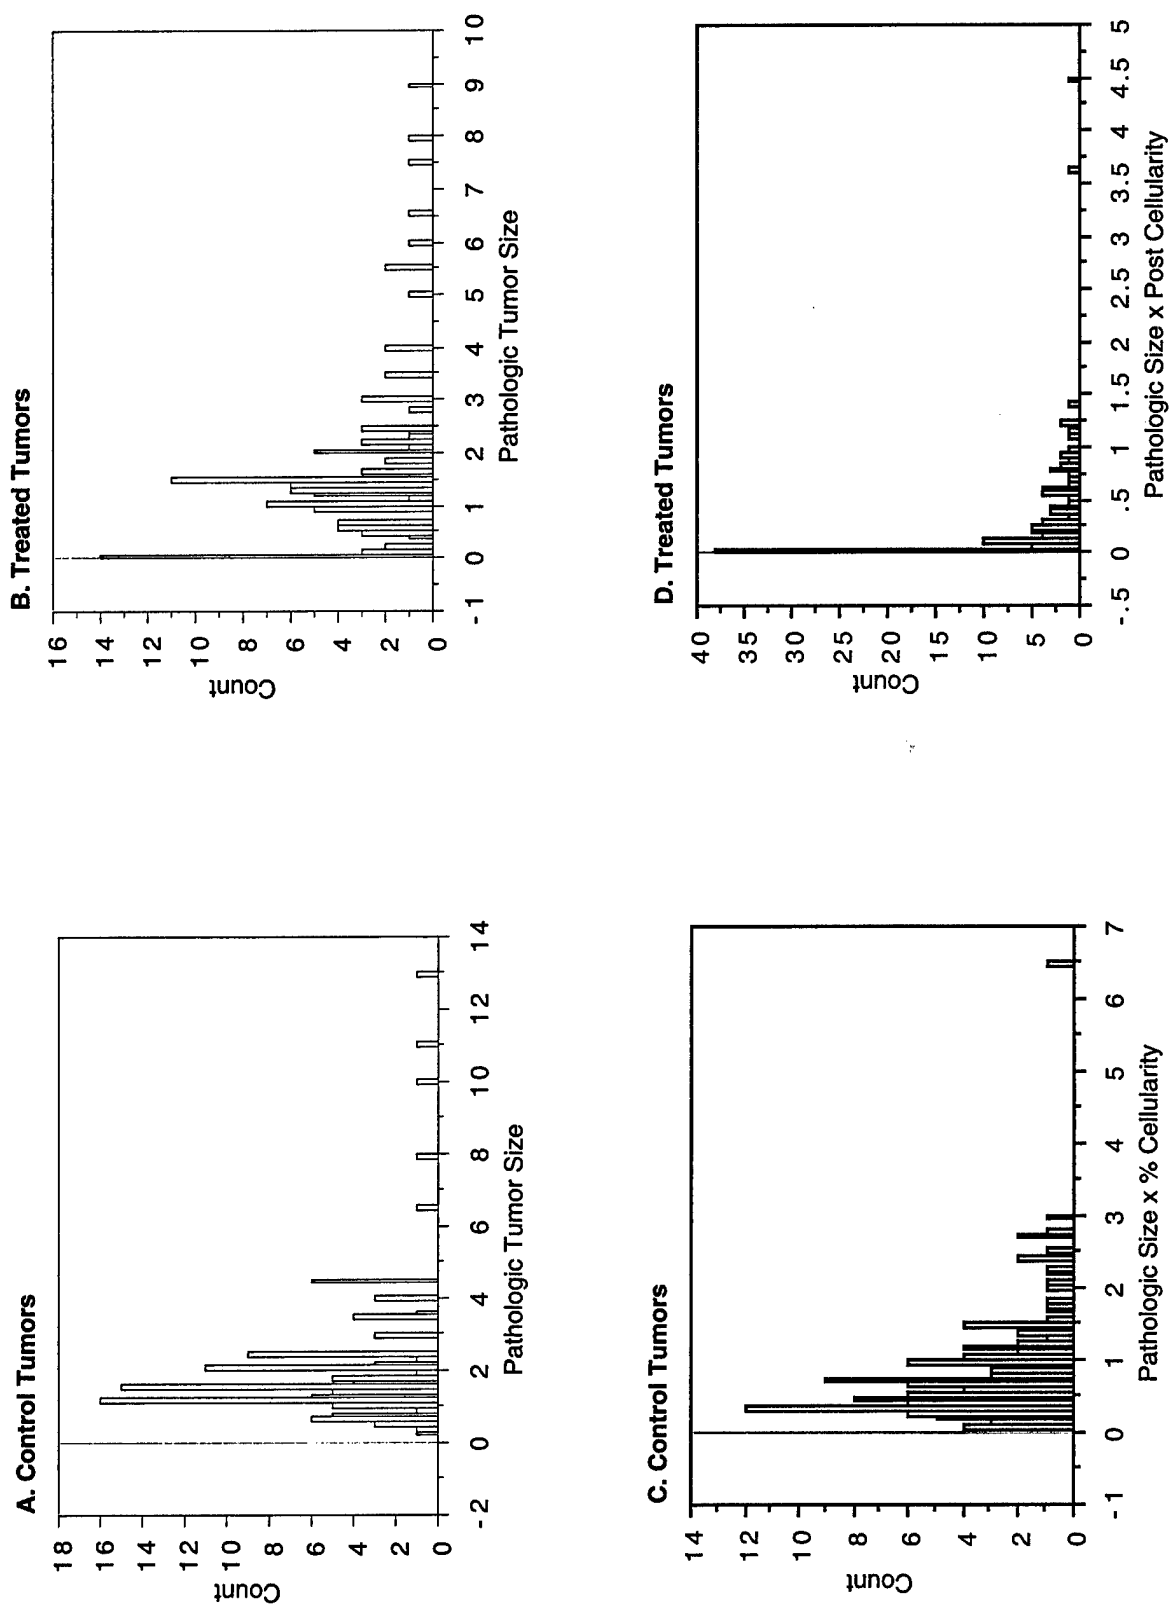 A. Control Tumors
18
16
14
12
10
8
6
4
2
0
Count
-2 0 2 4 6 8 10 12 14
Pathologic Tumor Size
B. Treated Tumors
16
14
12
10
8
6
4
2
0
Count
-1 0 1 2 3 4 5 6 7 8 9 10
Pathologic Tumor Size
C. Control Tumors
14
12
10
8
6
4
2
0
Count
-1 0 1 2 3 4 5 6 7
Pathologic Size x % Cellularity
D. Treated Tumors
40
35
30
25
20
15
10
5
0
Count
-.5 0 .5 1 1.5 2 2.5 3 3.5 4 4.5 5
Pathologic Size x Post Cellularity